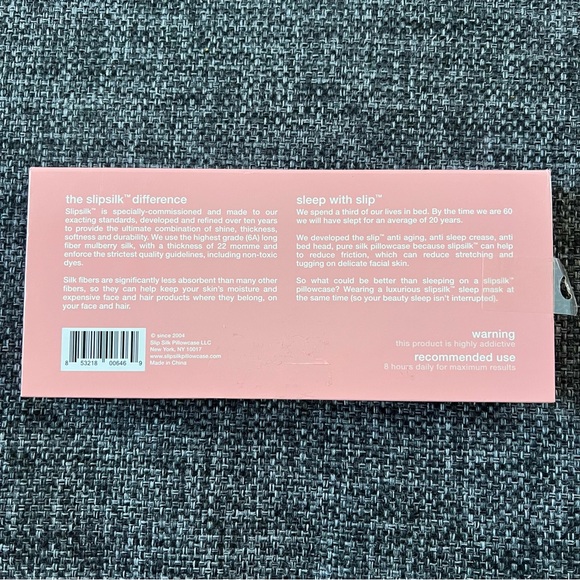 the slipsilk™ difference
Slipsilk™ is specially-commissioned and made to our
exacting standards, developed and refined over ten years
to provide the ultimate combination of shine, thickness,
softness and durability. We use the highest grade (6A) long
fiber mulberry silk, with a thickness of 22 momme and
enforce the strictest quality guidelines, including non-toxic
dyes.
Silk fibers are significantly less absorbent than many other
fibers, so they can help keep your skin's moisture and
expensive face and hair products where they belong, on
your face and hair.
8 53218 00646 9
© since 2004
Slip Silk Pillowcase LLC
New York, NY 10017
www.slipsilkpillowcase.com
Made in China
sleep with slip™
We spend a third of our lives in bed. By the time we are 60
we will have slept for an average of 20 years.
We developed the slip™ anti aging, anti sleep crease, anti
bed head, pure silk pillowcase because slipsilk™ can help
to reduce friction, which can reduce stretching and
tugging on delicate facial skin.
So what could be better than sleeping on a slipsilk™
pillowcase? Wearing a luxurious slipsilk™ sleep mask at
the same time (so your beauty sleep isn't interrupted).
warning
this product is highly addictive
recommended use
8 hours daily for maximum results